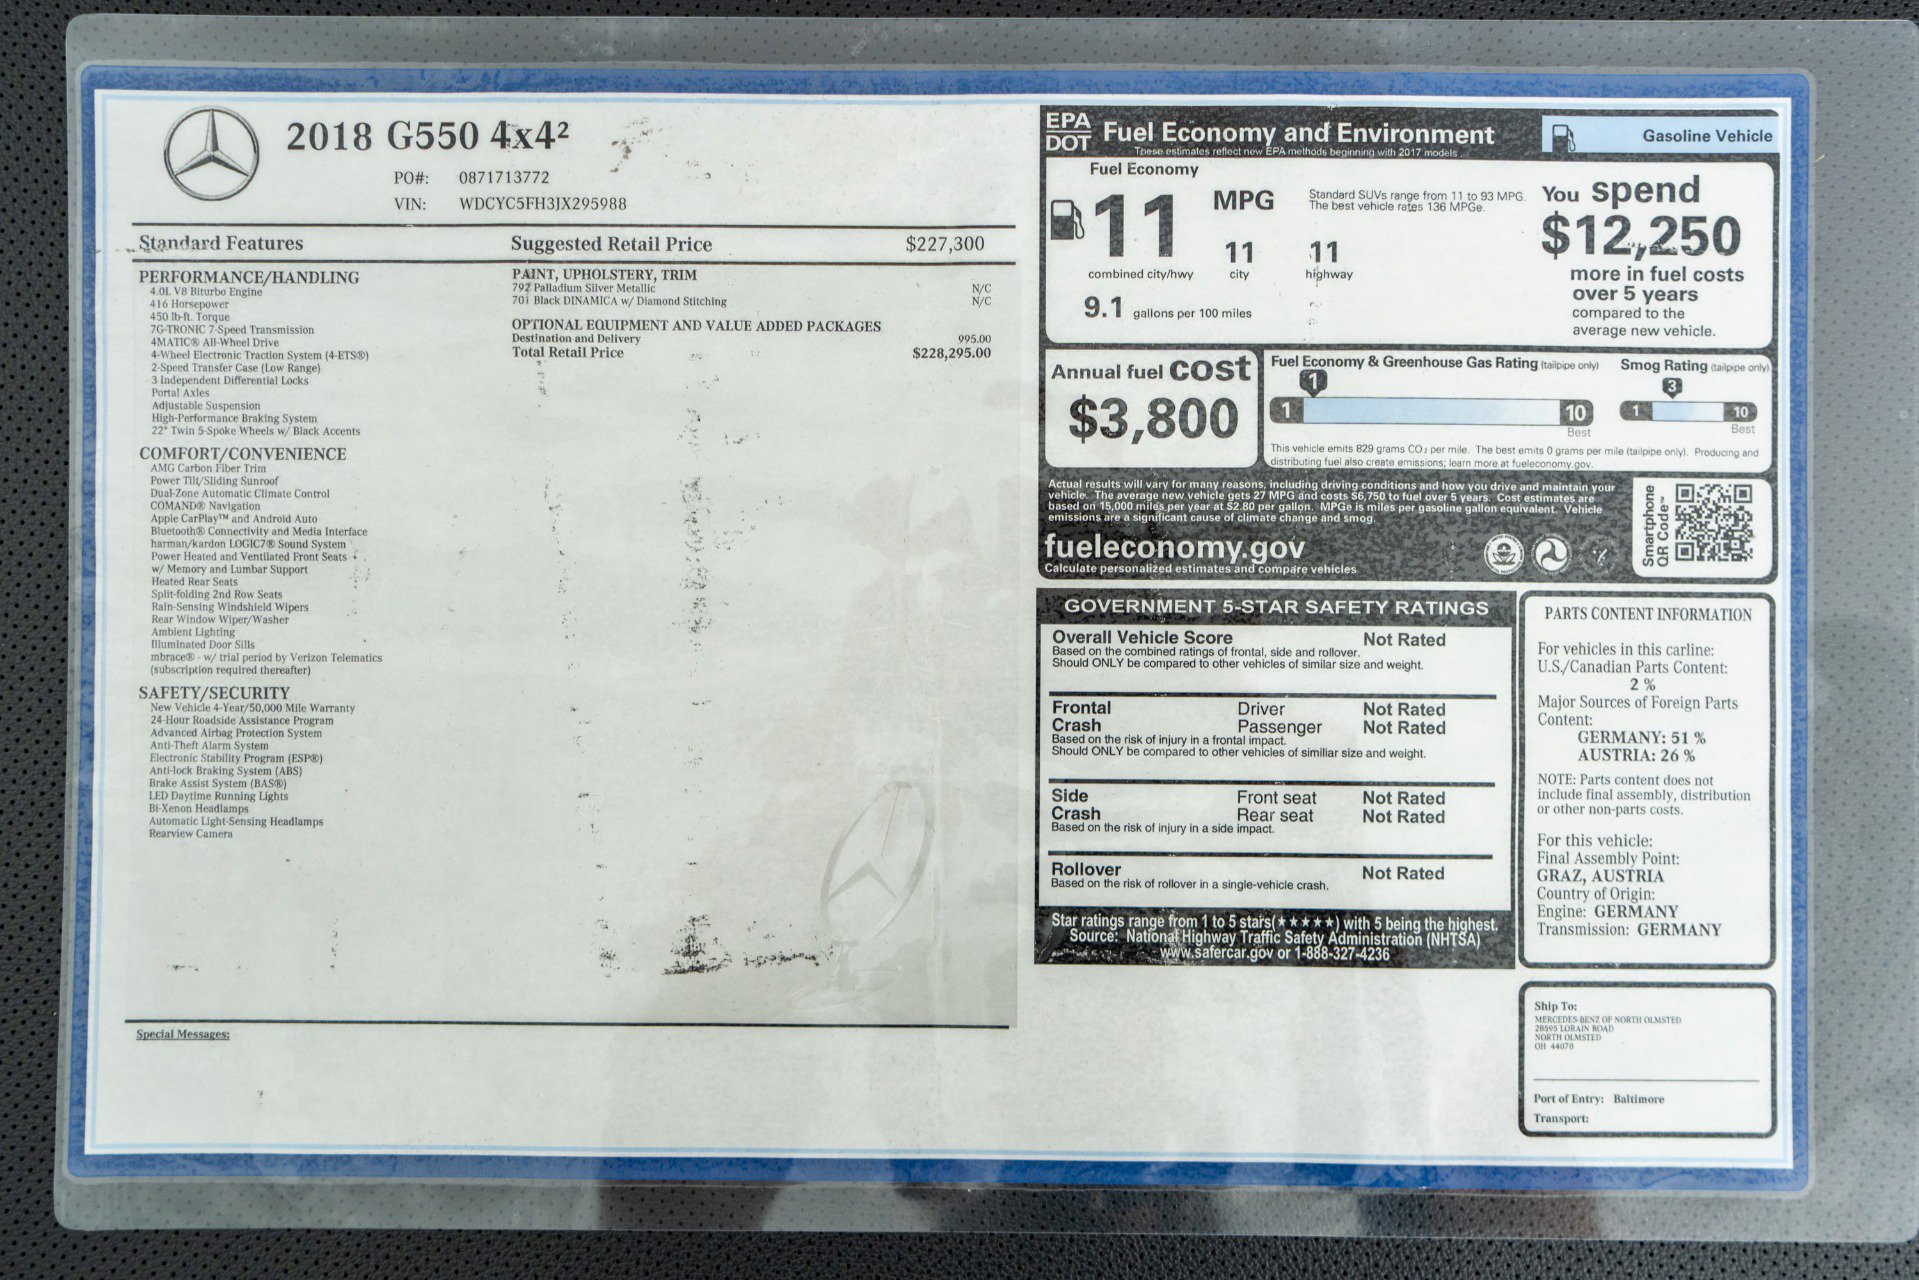 2018 G550 4x4²
PO#: 0871713772
VIN: WDCYC5FH3JX295988
Standard Features
Suggested Retail Price $227,300
PERFORMANCE/HANDLING
4.0L V8 Biturbo Engine
416 Horsepower
450 lb-ft. Torque
7G-TRONIC 7-Speed Transmission
4MATIC® All-Wheel Drive
4-Wheel Electronic Traction System (4-ETS®)
2-Speed Transfer Case (Low Range)
3 Independent Differential Locks
Portal Axles
Adjustable Suspension
High-Performance Braking System
22" Twin 5-Spoke Wheels w/ Black Accents
COMFORT/CONVENIENCE
AMG Carbon Fiber Trim
Power Tilt/Sliding Sunroof
Dual-Zone Automatic Climate Control
COMAND® Navigation
Apple CarPlay™ and Android Auto
Bluetooth® Connectivity and Media Interface
harman/kardon LOGIC7® Sound System
Power Heated and Ventilated Front Seats
w/ Memory and Lumbar Support
Heated Rear Seats
Split-folding 2nd Row Seats
Rain-Sensing Windshield Wipers
Rear Window Wiper/Washer
Ambient Lighting
Illuminated Door Sills
mbrace® - w/ trial period by Verizon Telematics
(subscription required thereafter)
SAFETY/SECURITY
New Vehicle 4-Year/50,000 Mile Warranty
24-Hour Roadside Assistance Program
Advanced Airbag Protection System
Anti-Theft Alarm System
Electronic Stability Program (ESP®)
Anti-lock Braking System (ABS)
Brake Assist System (BAS®)
LED Daytime Running Lights
Bi-Xenon Headlamps
Automatic Light-Sensing Headlamps
Rearview Camera
PAINT, UPHOLSTERY, TRIM
792 Palladium Silver Metallic N/C
701 Black DINAMICA w/ Diamond Stitching N/C
OPTIONAL EQUIPMENT AND VALUE ADDED PACKAGES
Destination and Delivery 995.00
Total Retail Price $228,295.00
Special Messages:
EPA
DOT
Fuel Economy and Environment
These estimates reflect new EPA methods beginning with 2017 models
Gasoline Vehicle
Fuel Economy
11 MPG
combined city/hwy
11
city
11
highway
9.1 gallons per 100 miles
Standard SUVs range from 11 to 93 MPG.
The best vehicle rates 136 MPGe.
You spend
$12,250
more in fuel costs
over 5 years
compared to the
average new vehicle.
Annual fuel cost
$3,800
Fuel Economy & Greenhouse Gas Rating (tailpipe only)
1
1
10
Best
Smog Rating (tailpipe only)
3
1
10
Best
This vehicle emits 829 grams CO₂ per mile. The best emits 0 grams per mile (tailpipe only). Producing and
distributing fuel also create emissions; learn more at fueleconomy.gov.
Actual results will vary for many reasons, including driving conditions and how you drive and maintain your
vehicle. The average new vehicle gets 27 MPG and costs $6,750 to fuel over 5 years. Cost estimates are
based on 15,000 miles per year at $2.80 per gallon. MPGe is miles per gasoline gallon equivalent. Vehicle
emissions are a significant cause of climate change and smog.
fueleconomy.gov
Calculate personalized estimates and compare vehicles
Smartphone
QR Code™
GOVERNMENT 5-STAR SAFETY RATINGS
Overall Vehicle Score Not Rated
Based on the combined ratings of frontal, side and rollover.
Should ONLY be compared to other vehicles of similar size and weight.
Frontal Driver Not Rated
Crash Passenger Not Rated
Based on the risk of injury in a frontal impact.
Should ONLY be compared to other vehicles of similiar size and weight.
Side Front seat Not Rated
Crash Rear seat Not Rated
Based on the risk of injury in a side impact.
Rollover Not Rated
Based on the risk of rollover in a single-vehicle crash.
Star ratings range from 1 to 5 stars(★★★★★) with 5 being the highest.
Source: National Highway Traffic Safety Administration (NHTSA)
www.safercar.gov or 1-888-327-4236
PARTS CONTENT INFORMATION
For vehicles in this carline:
U.S./Canadian Parts Content:
2 %
Major Sources of Foreign Parts
Content:
GERMANY: 51 %
AUSTRIA: 26 %
NOTE: Parts content does not
include final assembly, distribution
or other non-parts costs.
For this vehicle:
Final Assembly Point:
GRAZ, AUSTRIA
Country of Origin:
Engine: GERMANY
Transmission: GERMANY
Ship To:
MERCEDES-BENZ OF NORTH OLMSTED
28595 LORAIN ROAD
NORTH OLMSTED
OH 44070
Port of Entry: Baltimore
Transport: